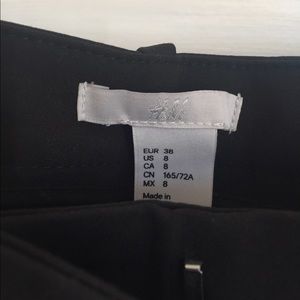 H&M
EUR 38
US 8
CA 8
CN 165/72A
MX 8
Made in